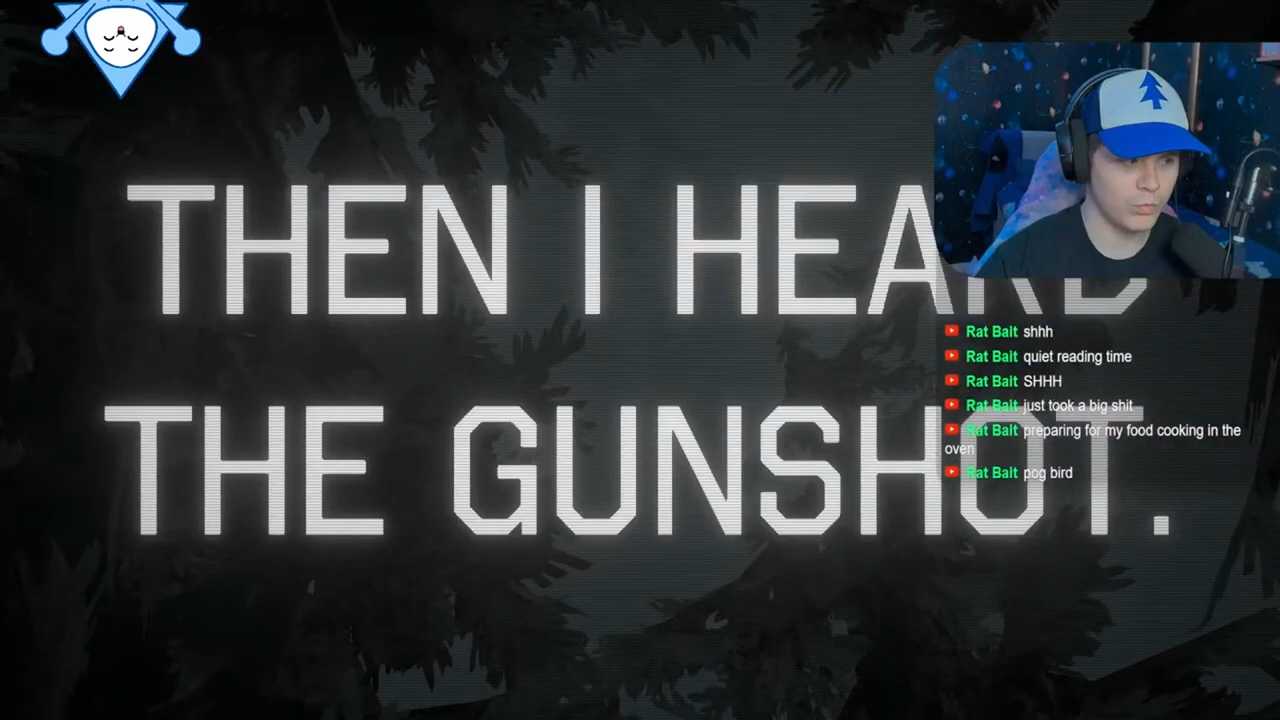 THEN I HEARD
THE GUNSHOT.
Rat Bait shhh
Rat Bait quiet reading time
Rat Bait SHHH
Rat Bait just took a big shit
Rat Bait preparing for my food cooking in the
oven
Rat Bait pog bird